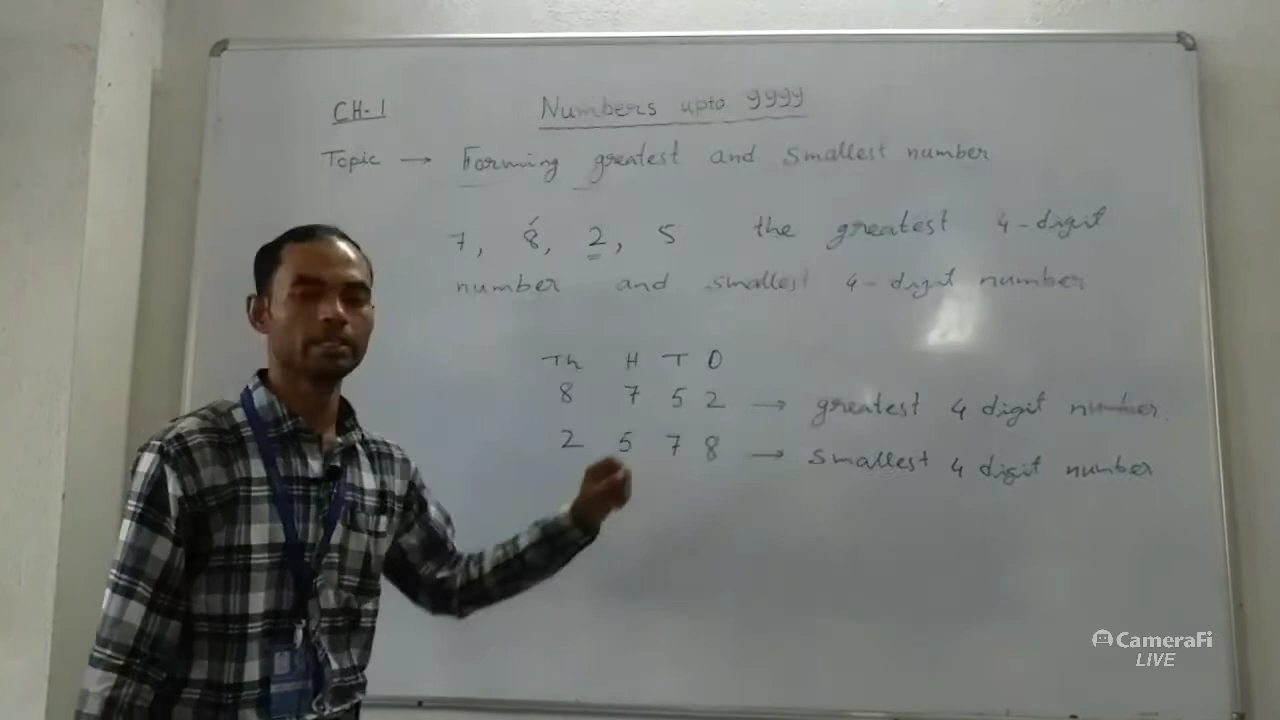 CH-1
Numbers upto 9999
Topic → Forming greatest and smallest number
7, 8, 2, 5 the greatest 4-digit
number and smallest 4-digit number
Th H T O
8 7 5 2 → greatest 4 digit number.
2 5 7 8 → smallest 4 digit number
CameraFi
LIVE